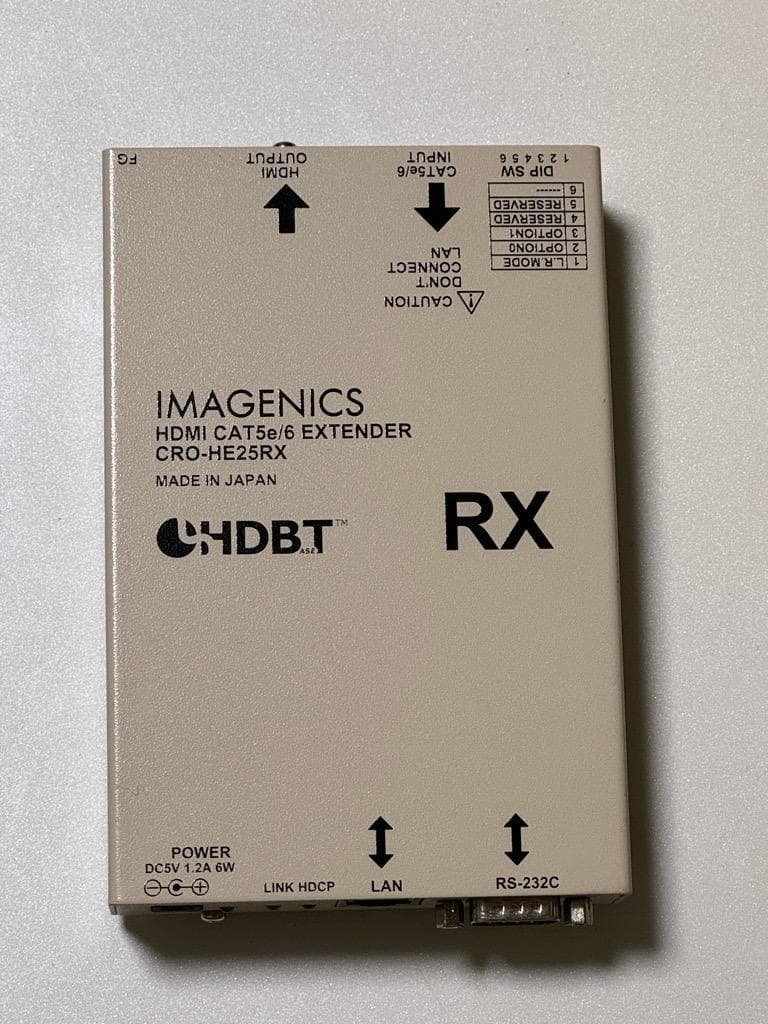 FG
HDMI
OUTPUT
CAT5e/6
INPUT
CAUTION
DON'T
CONNECT
LAN
1 L.R.MODE
2 OPTION0
3 OPTION1
4 RESERVED
5 RESERVED
6 ------
DIP SW
1 2 3 4 5 6
IMAGENICS
HDMI CAT5e/6 EXTENDER
CRO-HE25RX
MADE IN JAPAN
HDBT™
ASE
RX
POWER
DC5V 1.2A 6W
LINK HDCP
LAN
RS-232C